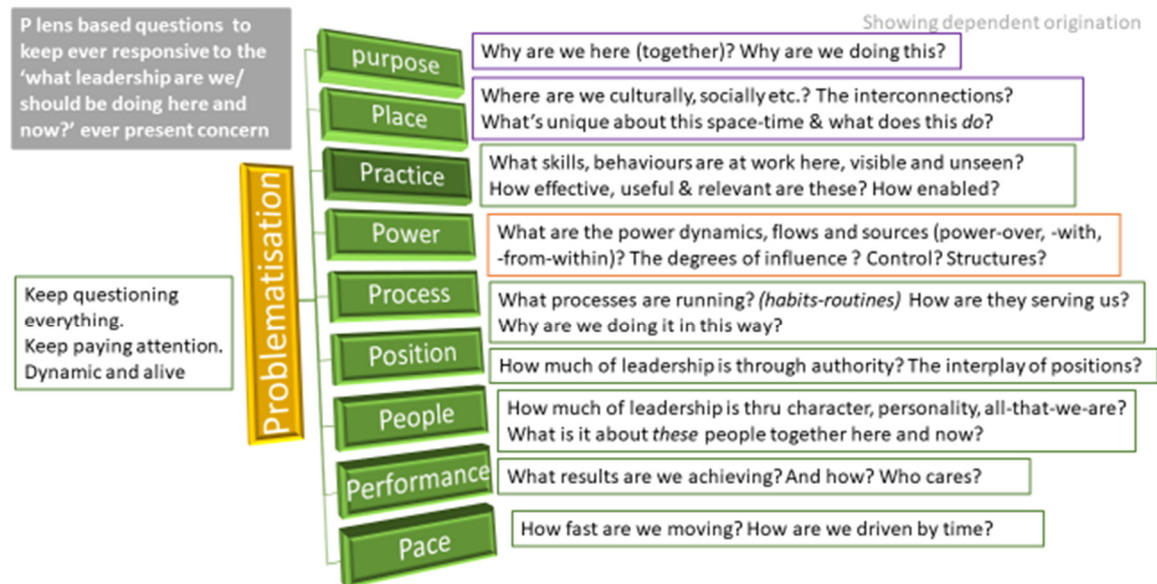 P lens based questions to
keep ever responsive to the
‘what leadership are we/
should be doing here and
now?’ ever present concern
Showing dependent origination
Problematisation
Keep questioning
everything.
Keep paying attention.
Dynamic and alive
purpose
Why are we here (together)? Why are we doing this?
Place
Where are we culturally, socially etc.? The interconnections?
What’s unique about this space-time & what does this do?
Practice
What skills, behaviours are at work here, visible and unseen?
How effective, useful & relevant are these? How enabled?
Power
What are the power dynamics, flows and sources (power-over, -with,
-from-within)? The degrees of influence ? Control? Structures?
Process
What processes are running? (habits-routines) How are they serving us?
Why are we doing it in this way?
Position
How much of leadership is through authority? The interplay of positions?
People
How much of leadership is thru character, personality, all-that-we-are?
What is it about these people together here and now?
Performance
What results are we achieving? And how? Who cares?
Pace
How fast are we moving? How are we driven by time?